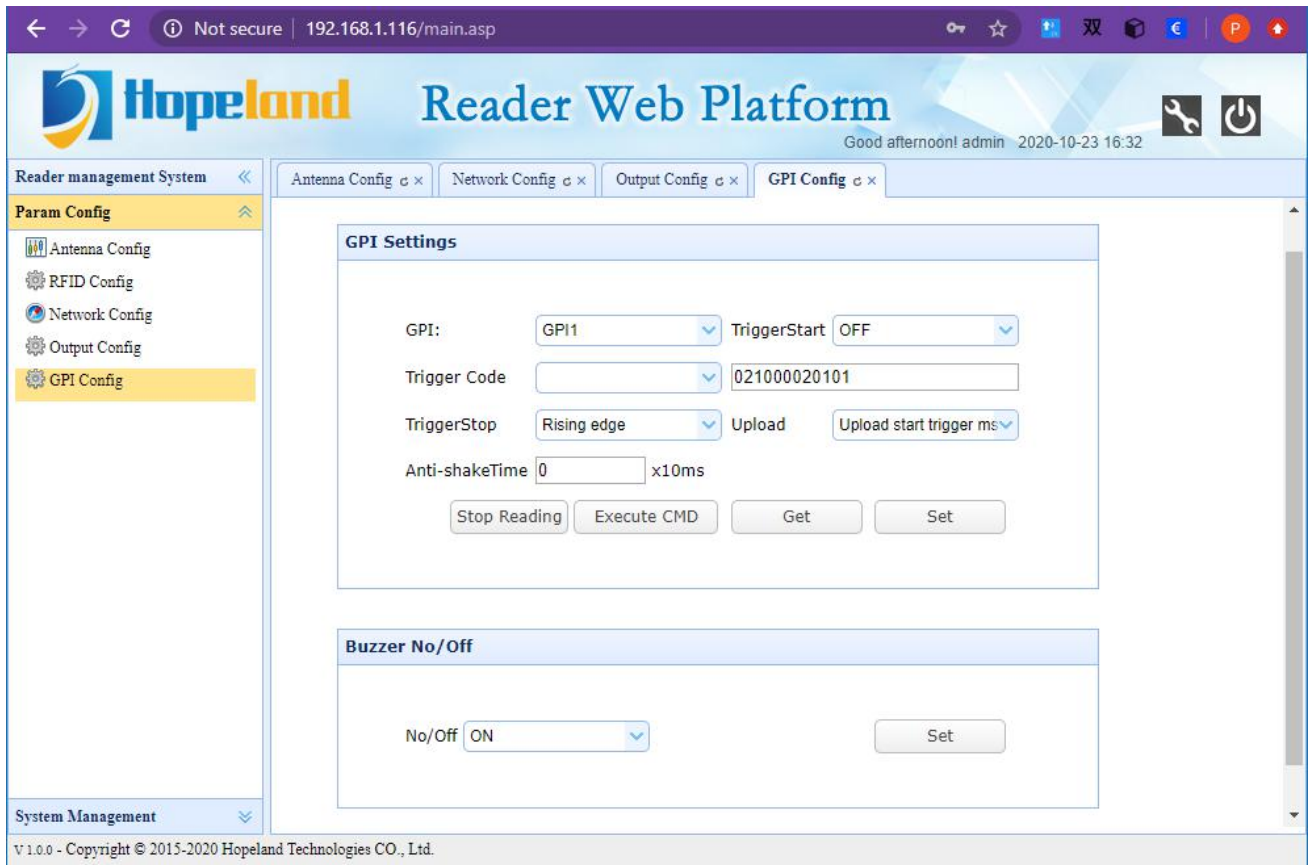 Not secure | 192.168.1.116/main.asp
双 € P
Hopeland Reader Web Platform
Good afternoon! admin 2020-10-23 16:32
Reader management System
Antenna Config Network Config Output Config GPI Config
Param Config
Antenna Config
RFID Config
Network Config
Output Config
GPI Config
GPI Settings
GPI: GPI1 TriggerStart OFF
Trigger Code 021000020101
TriggerStop Rising edge Upload Upload start trigger ms
Anti-shakeTime 0 x10ms
Stop Reading Execute CMD Get Set
Buzzer No/Off
No/Off ON Set
System Management
V 1.0.0 - Copyright © 2015-2020 Hopeland Technologies CO., Ltd.